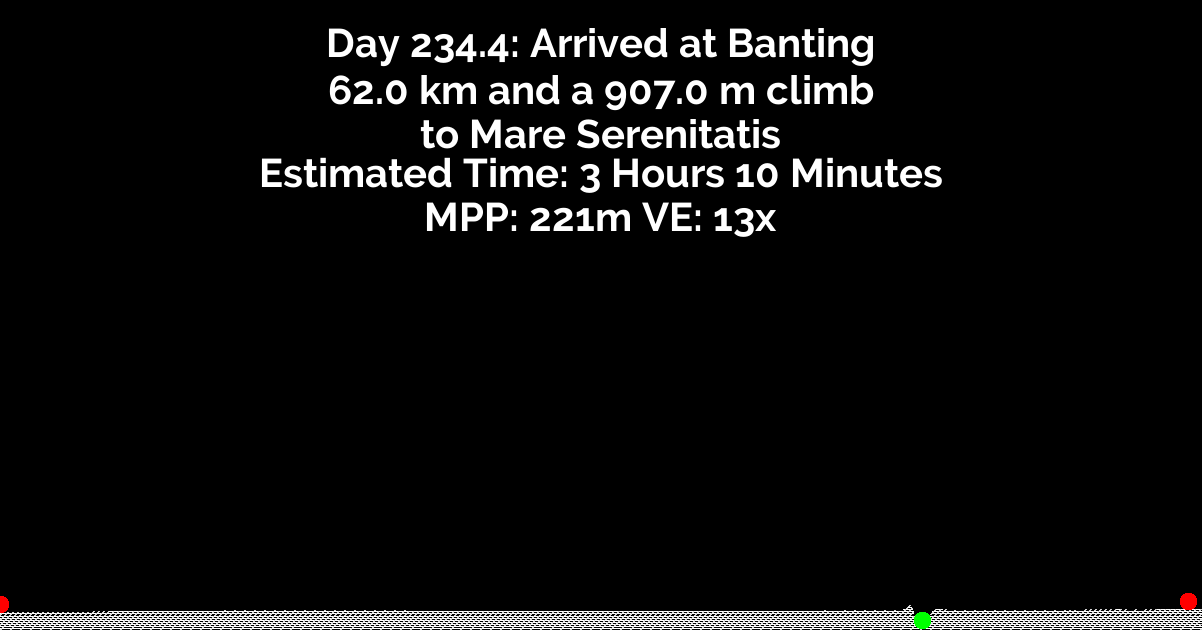 Day 234.4: Arrived at Banting
62.0 km and a 907.0 m climb
to Mare Serenitatis
Estimated Time: 3 Hours 10 Minutes
MPP: 221m VE: 13x